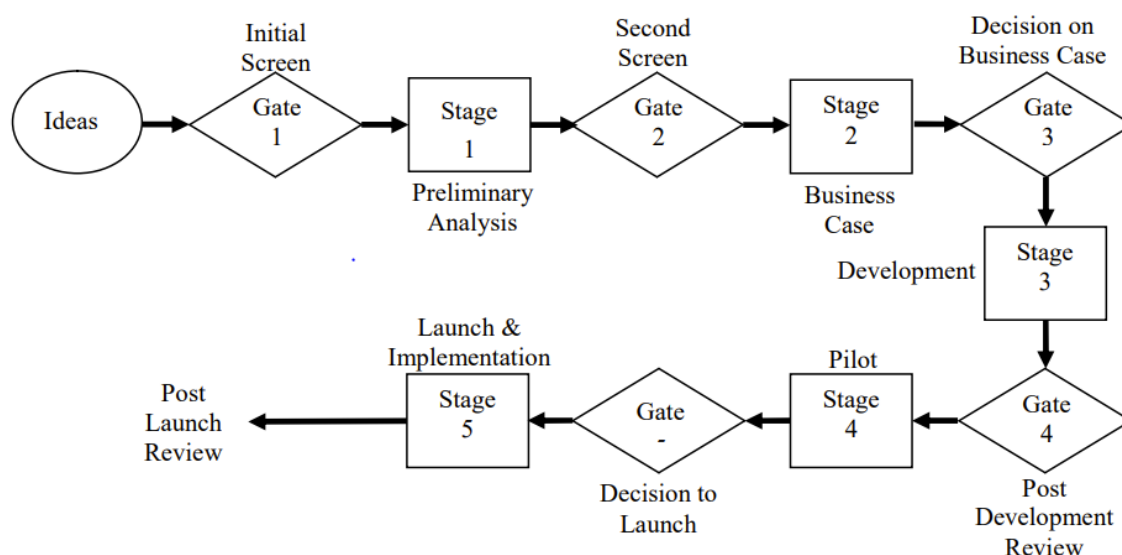 Initial
Screen
Second
Screen
Decision on
Business Case
Ideas
Gate
1
Stage
1
Gate
2
Stage
2
Gate
3
Preliminary
Analysis
Business
Case
Development
Stage
3
Launch &
Implementation
Pilot
Post
Launch
Review
Stage
5
Gate
-
Stage
4
Gate
4
Decision to
Launch
Post
Development
Review